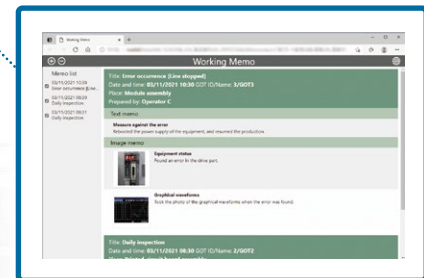 Working Memo
Working Memo
Memo list
03/11/2021 10:30
Error occurrence [Line...
03/11/2021 08:30
Daily inspection
03/11/2021 08:31
Daily inspection
Title: Error occurrence [Line stopped]
Date and time: 03/11/2021 10:30 GOT ID/Name: 3/GOT3
Place: Module assembly
Prepared by: Operator C
Text memo
Measure against the error
Rebooted the power supply of the equipment, and resumed the production
Image memo
Equipment status
Found an error in the drive part.
Graphical waveforms
Took the photo of the graphical waveforms when the error was found.
Title: Daily inspection
Date and time: 03/11/2021 08:30 GOT ID/Name: 2/GOT2